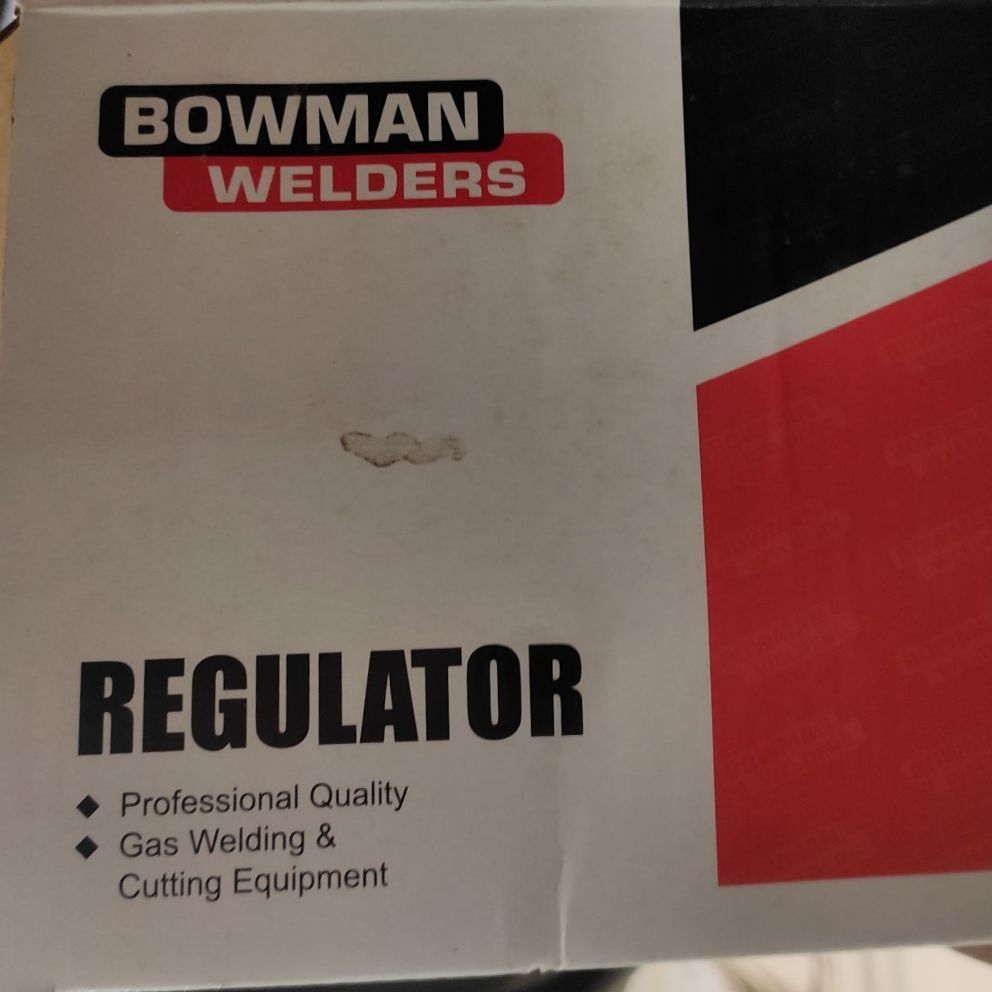 BOWMAN
WELDERS
REGULATOR
Professional Quality
Gas Welding &
Cutting Equipment